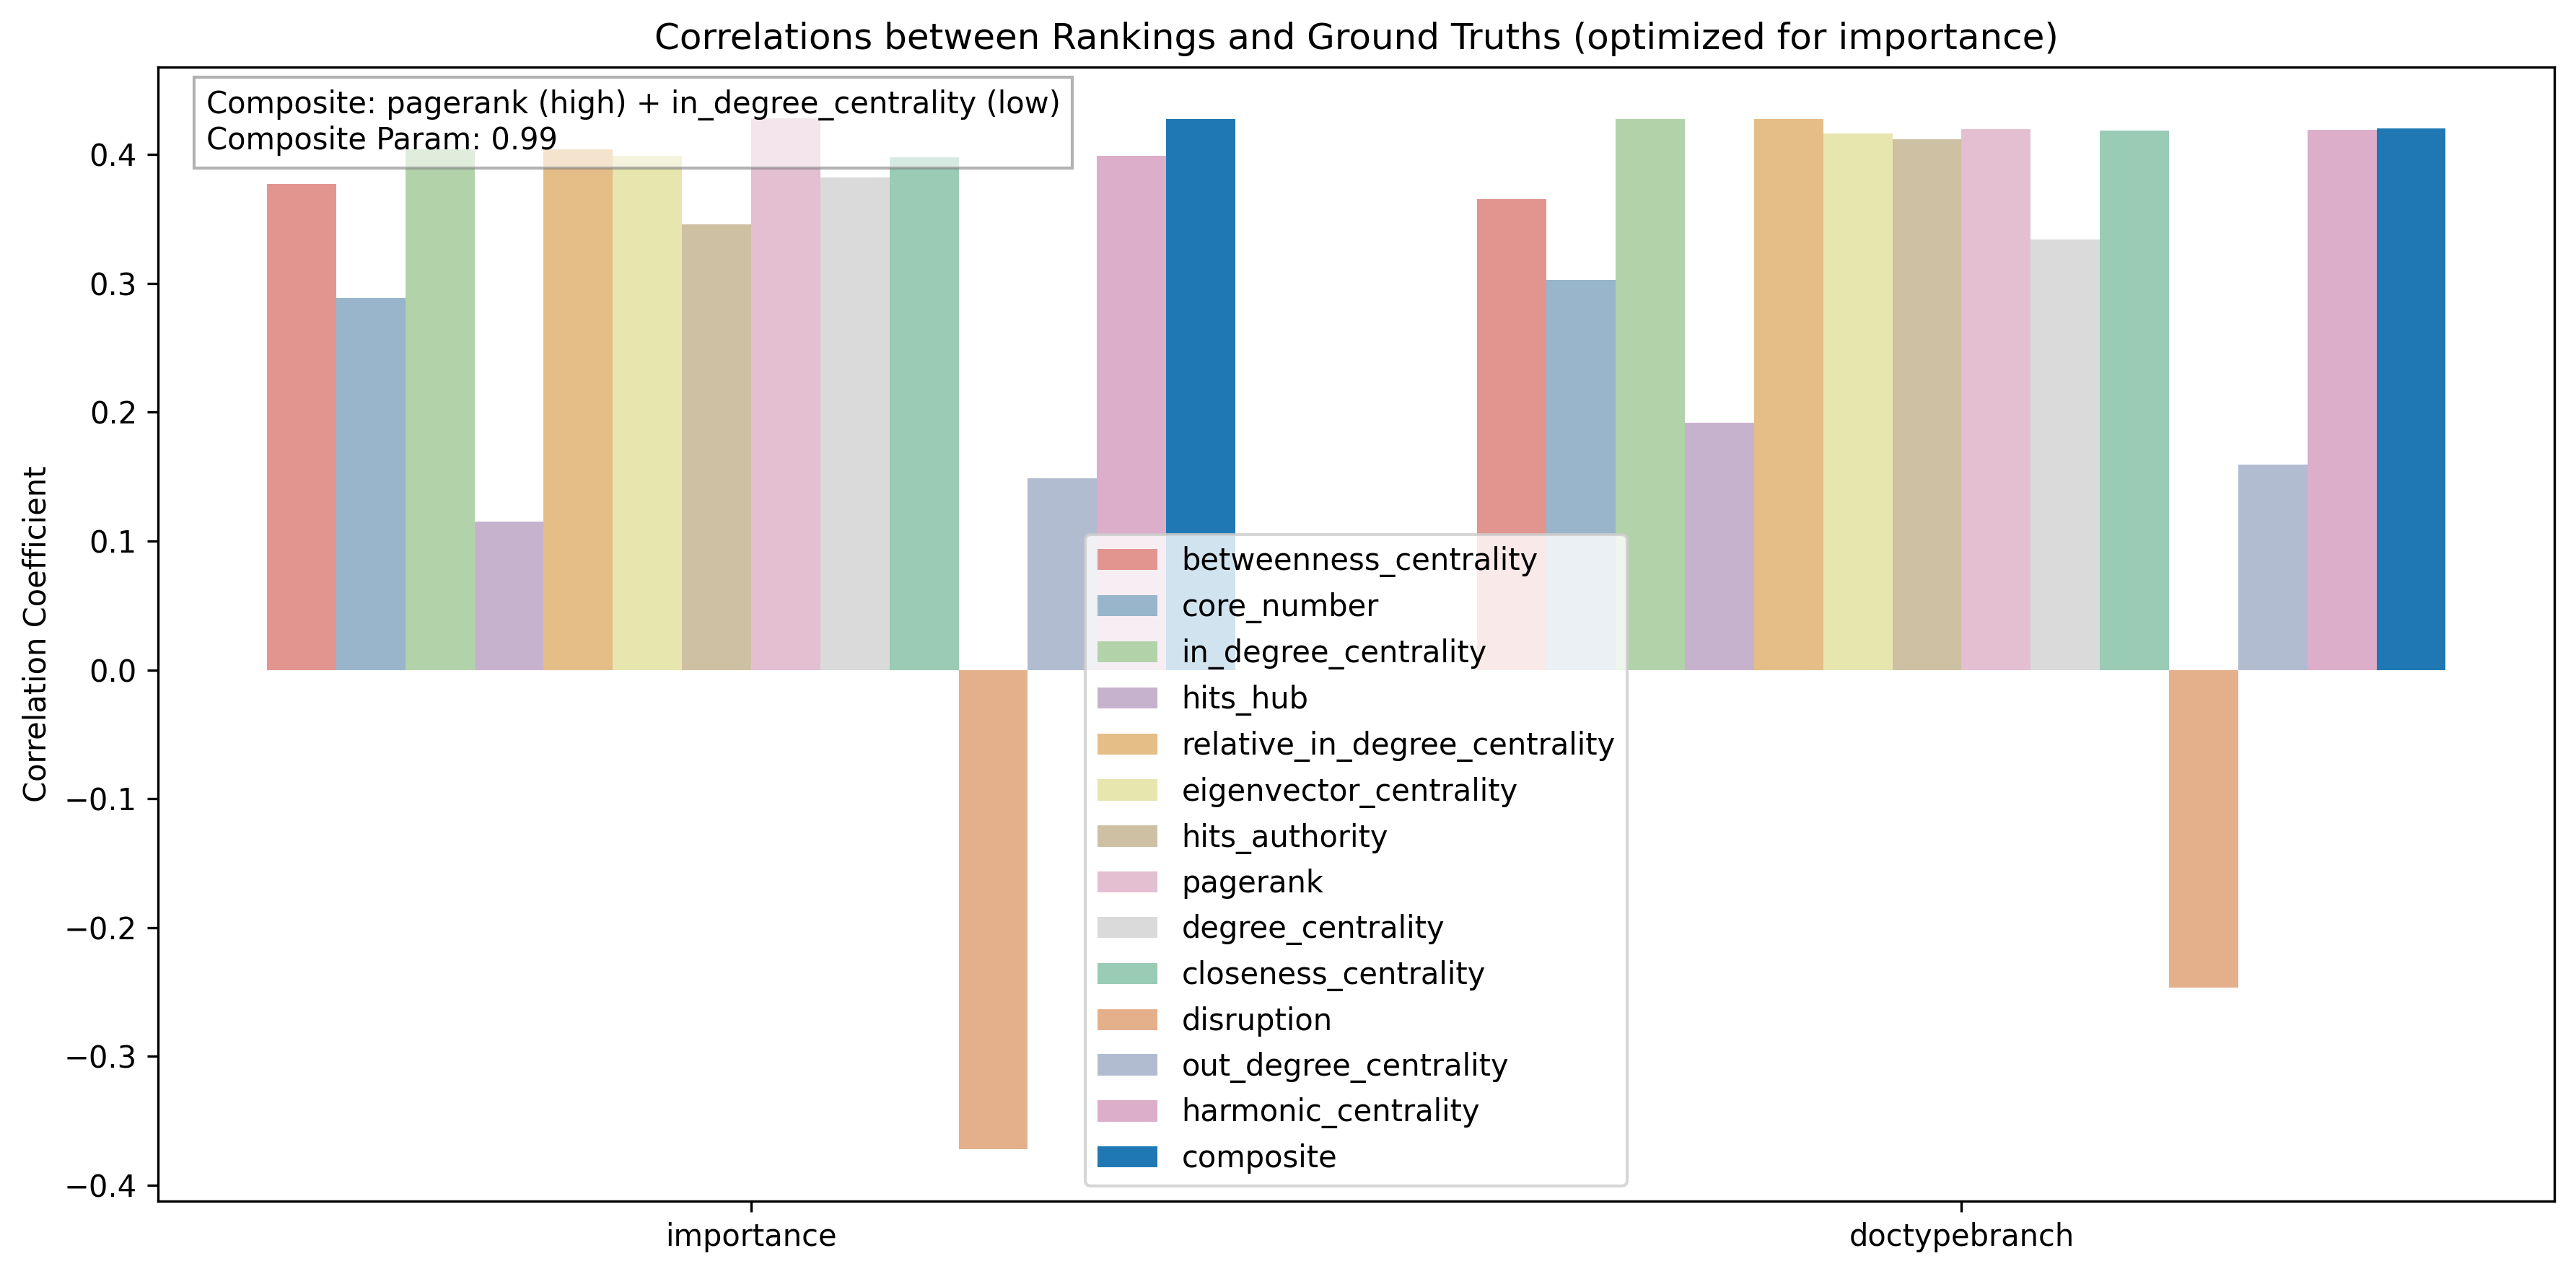 Correlations between Rankings and Ground Truths (optimized for importance)
Composite: pagerank (high) + in_degree_centrality (low)
Composite Param: 0.99
Correlation Coefficient
0.4
0.3
0.2
0.1
0.0
−0.1
−0.2
−0.3
−0.4
betweenness_centrality
core_number
in_degree_centrality
hits_hub
relative_in_degree_centrality
eigenvector_centrality
hits_authority
pagerank
degree_centrality
closeness_centrality
disruption
out_degree_centrality
harmonic_centrality
composite
importance
doctypebranch